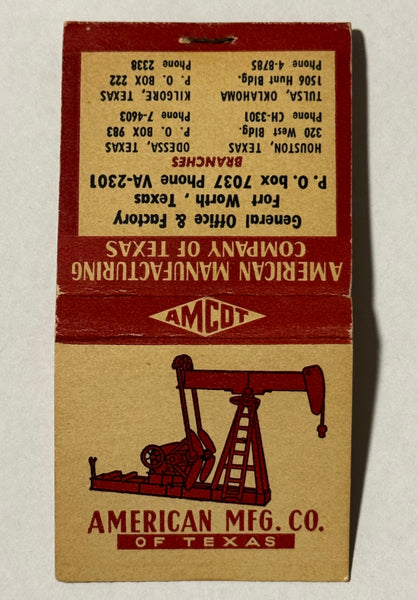 AMERICAN MANUFACTURING
COMPANY OF TEXAS
General Office & Factory
Fort Worth , Texas
P. O. box 7037 Phone VA-2301
BRANCHES
HOUSTON, TEXAS
320 West Bldg.
Phone CH-3301
ODESSA, TEXAS
P. O. BOX 983
Phone 7-4603
TULSA, OKLAHOMA
1506 Hunt Bldg.
Phone 4-8785
KILGORE, TEXAS
P. O. BOX 222
Phone 2338
AMCOT
AMERICAN MFG. CO.
OF TEXAS